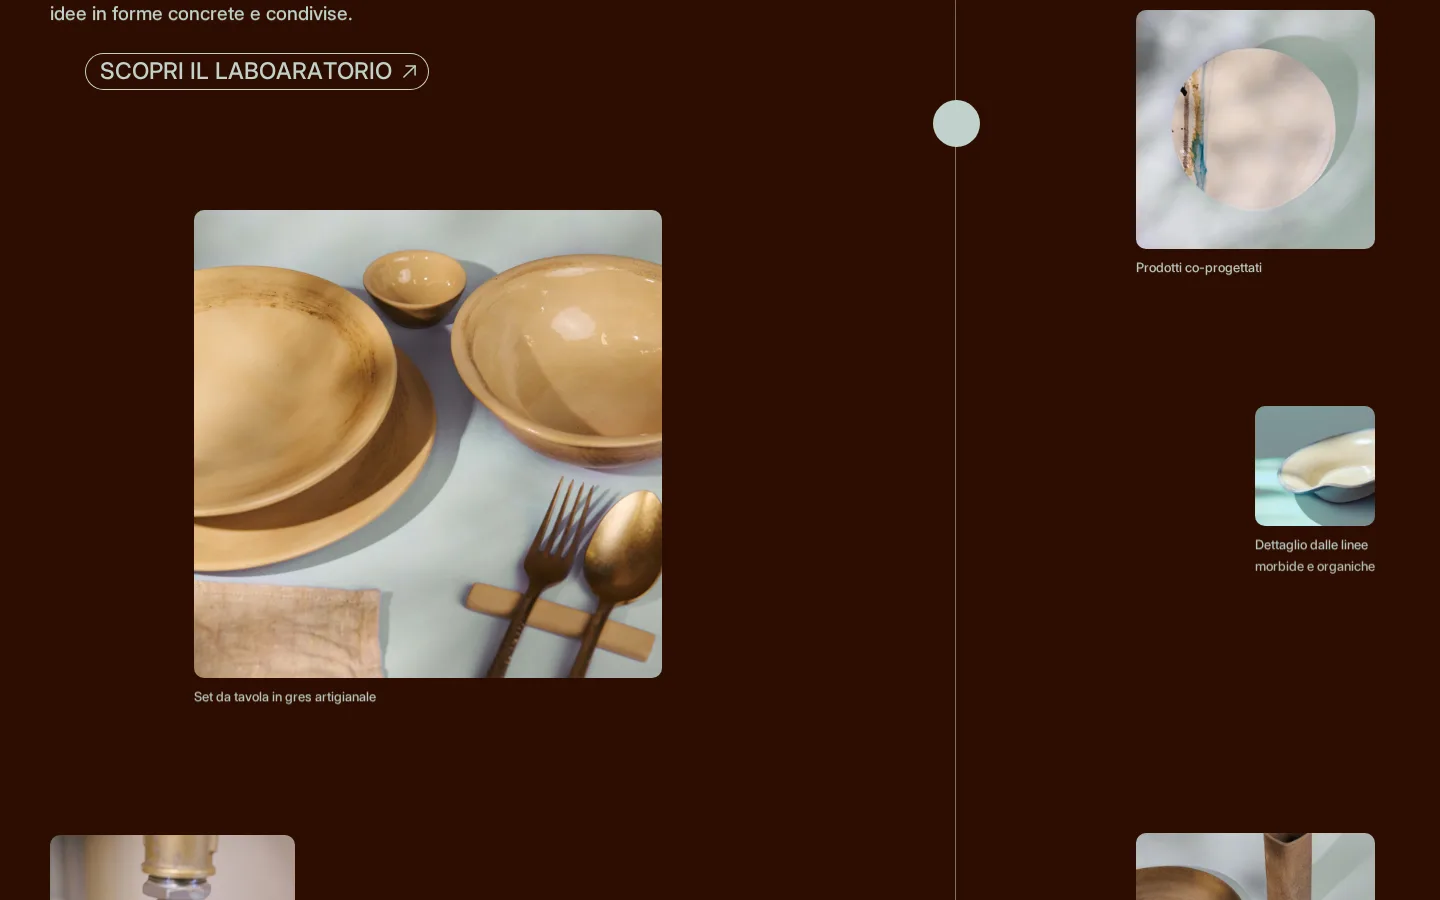 idee in forme concrete e condivise.
SCOPRI IL LABOARATORIO
Prodotti co-progettati
Dettaglio dalle linee
morbide e organiche
Set da tavola in gres artigianale